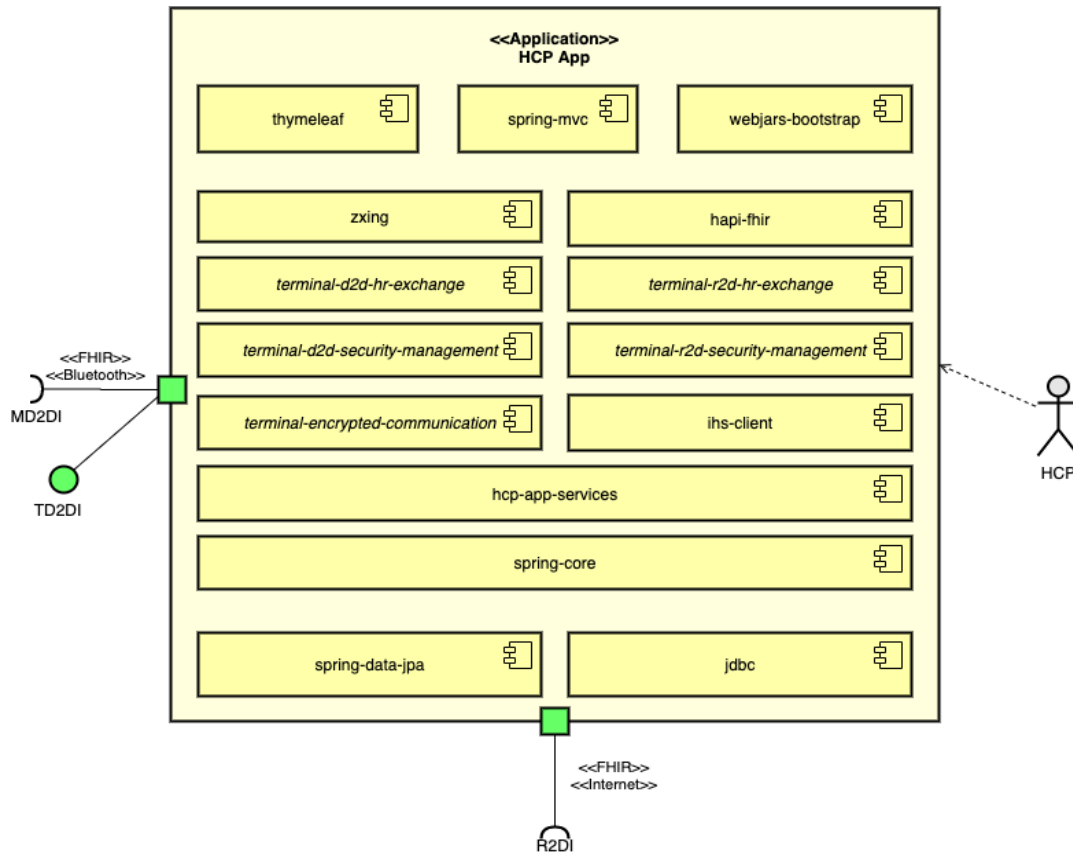 <<Application>>
HCP App
thymeleaf
spring-mvc
webjars-bootstrap
zxing
hapi-fhir
terminal-d2d-hr-exchange
terminal-r2d-hr-exchange
terminal-d2d-security-management
terminal-r2d-security-management
<<FHIR>>
<<Bluetooth>>
MD2DI
terminal-encrypted-communication
ihs-client
HCP
hcp-app-services
TD2DI
spring-core
spring-data-jpa
jdbc
<<FHIR>>
<<Internet>>
R2DI